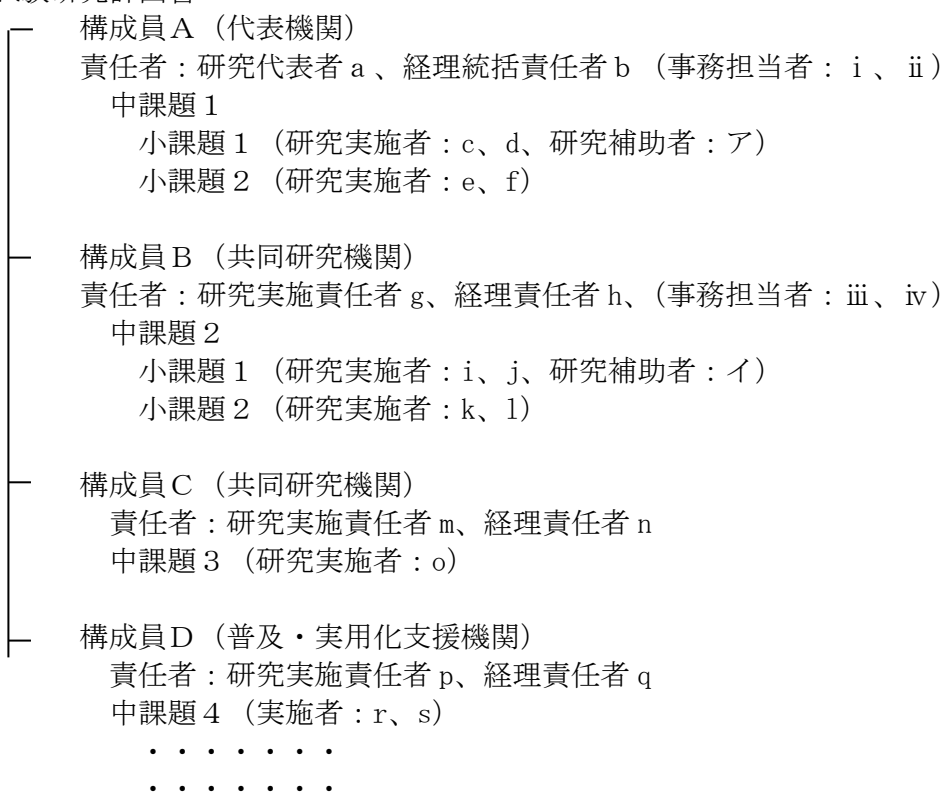 構成員Ａ（代表機関）
責任者：研究代表者 a 、経理統括責任者 b （事務担当者：ⅰ、ⅱ）
中課題１
小課題１（研究実施者：c、d、研究補助者：ア）
小課題２（研究実施者：e、f）
構成員Ｂ（共同研究機関）
責任者：研究実施責任者 g、経理責任者 h、（事務担当者：ⅲ、ⅳ）
中課題２
小課題１（研究実施者：i、j、研究補助者：イ）
小課題２（研究実施者：k、l）
構成員Ｃ（共同研究機関）
責任者：研究実施責任者 m、経理責任者 n
中課題３（研究実施者：o）
構成員Ｄ（普及・実用化支援機関）
責任者：研究実施責任者 p、経理責任者 q
中課題４（実施者：r、s）
・・・・・・・
・・・・・・・